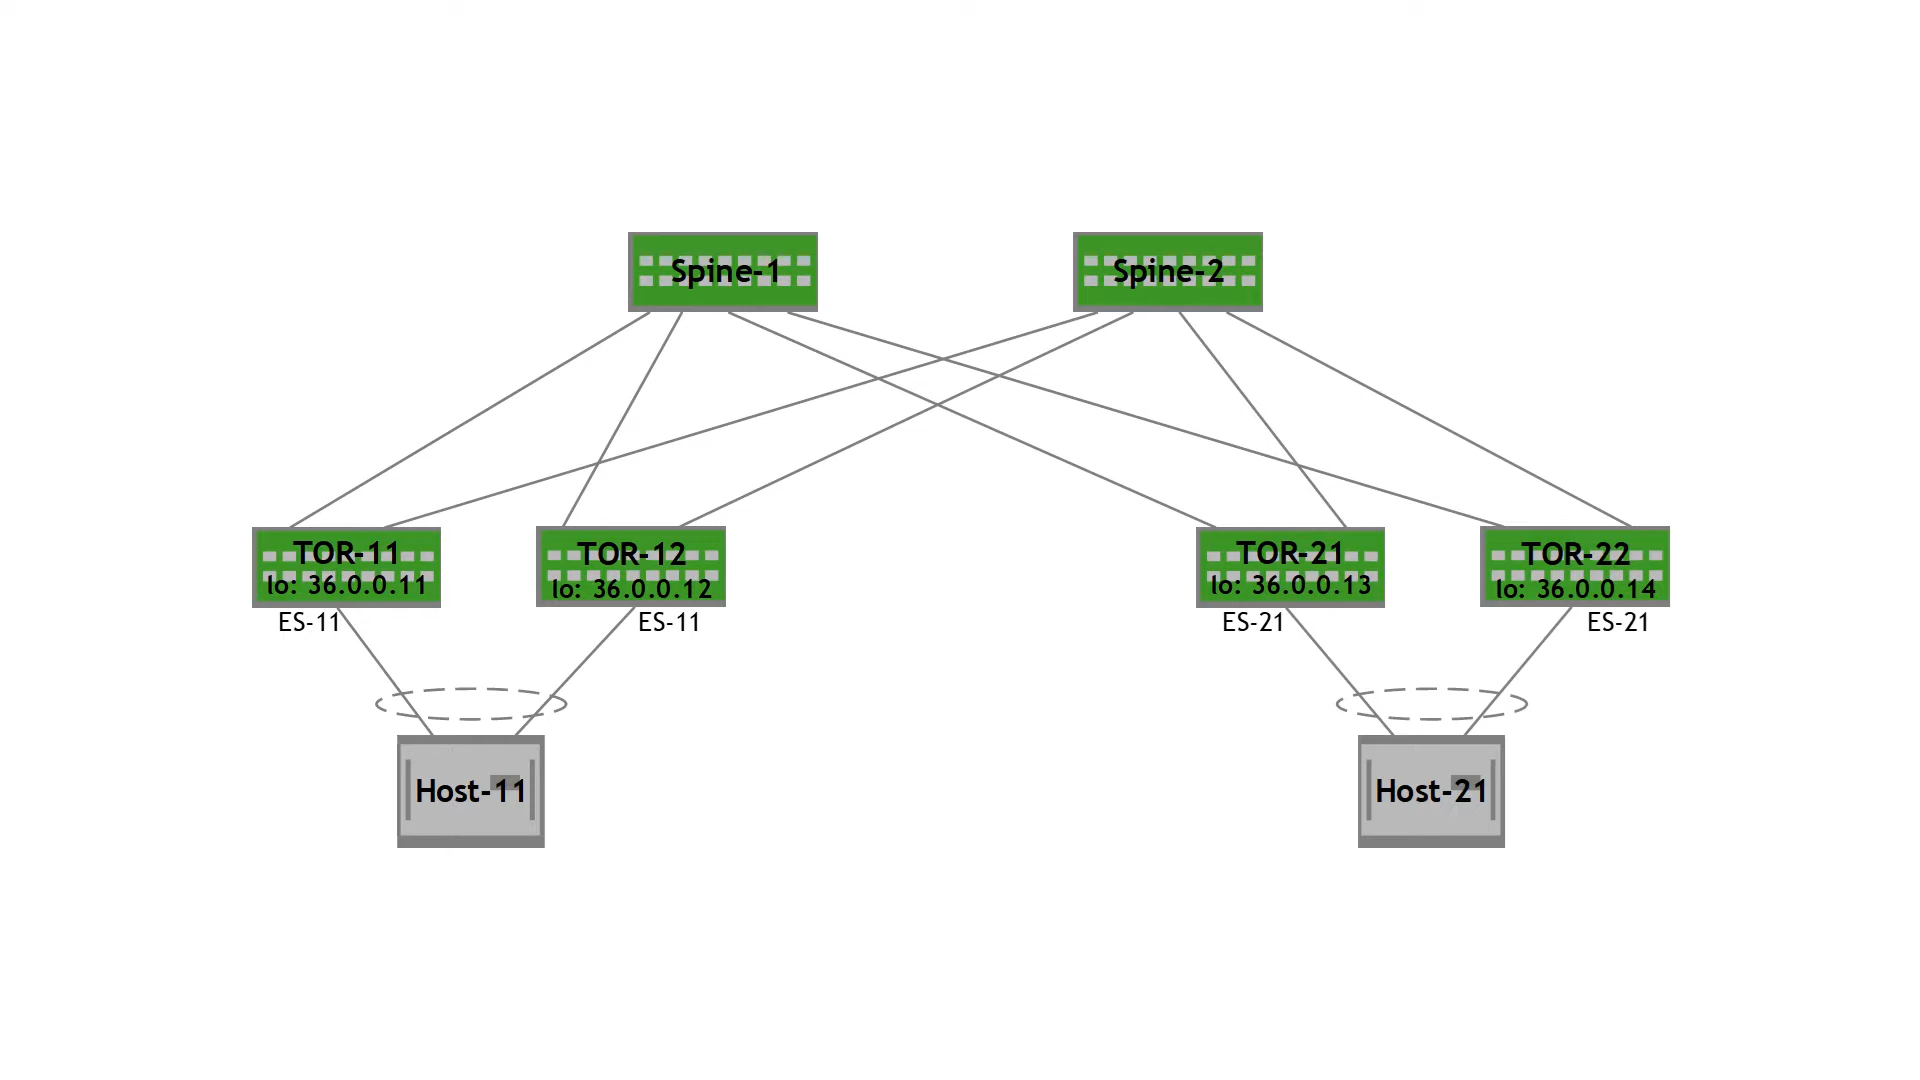 Spine-1
Spine-2
TOR-11
lo: 36.0.0.11
TOR-12
lo: 36.0.0.12
TOR-21
lo: 36.0.0.13
TOR-22
lo: 36.0.0.14
ES-11
ES-11
ES-21
ES-21
Host-11
Host-21